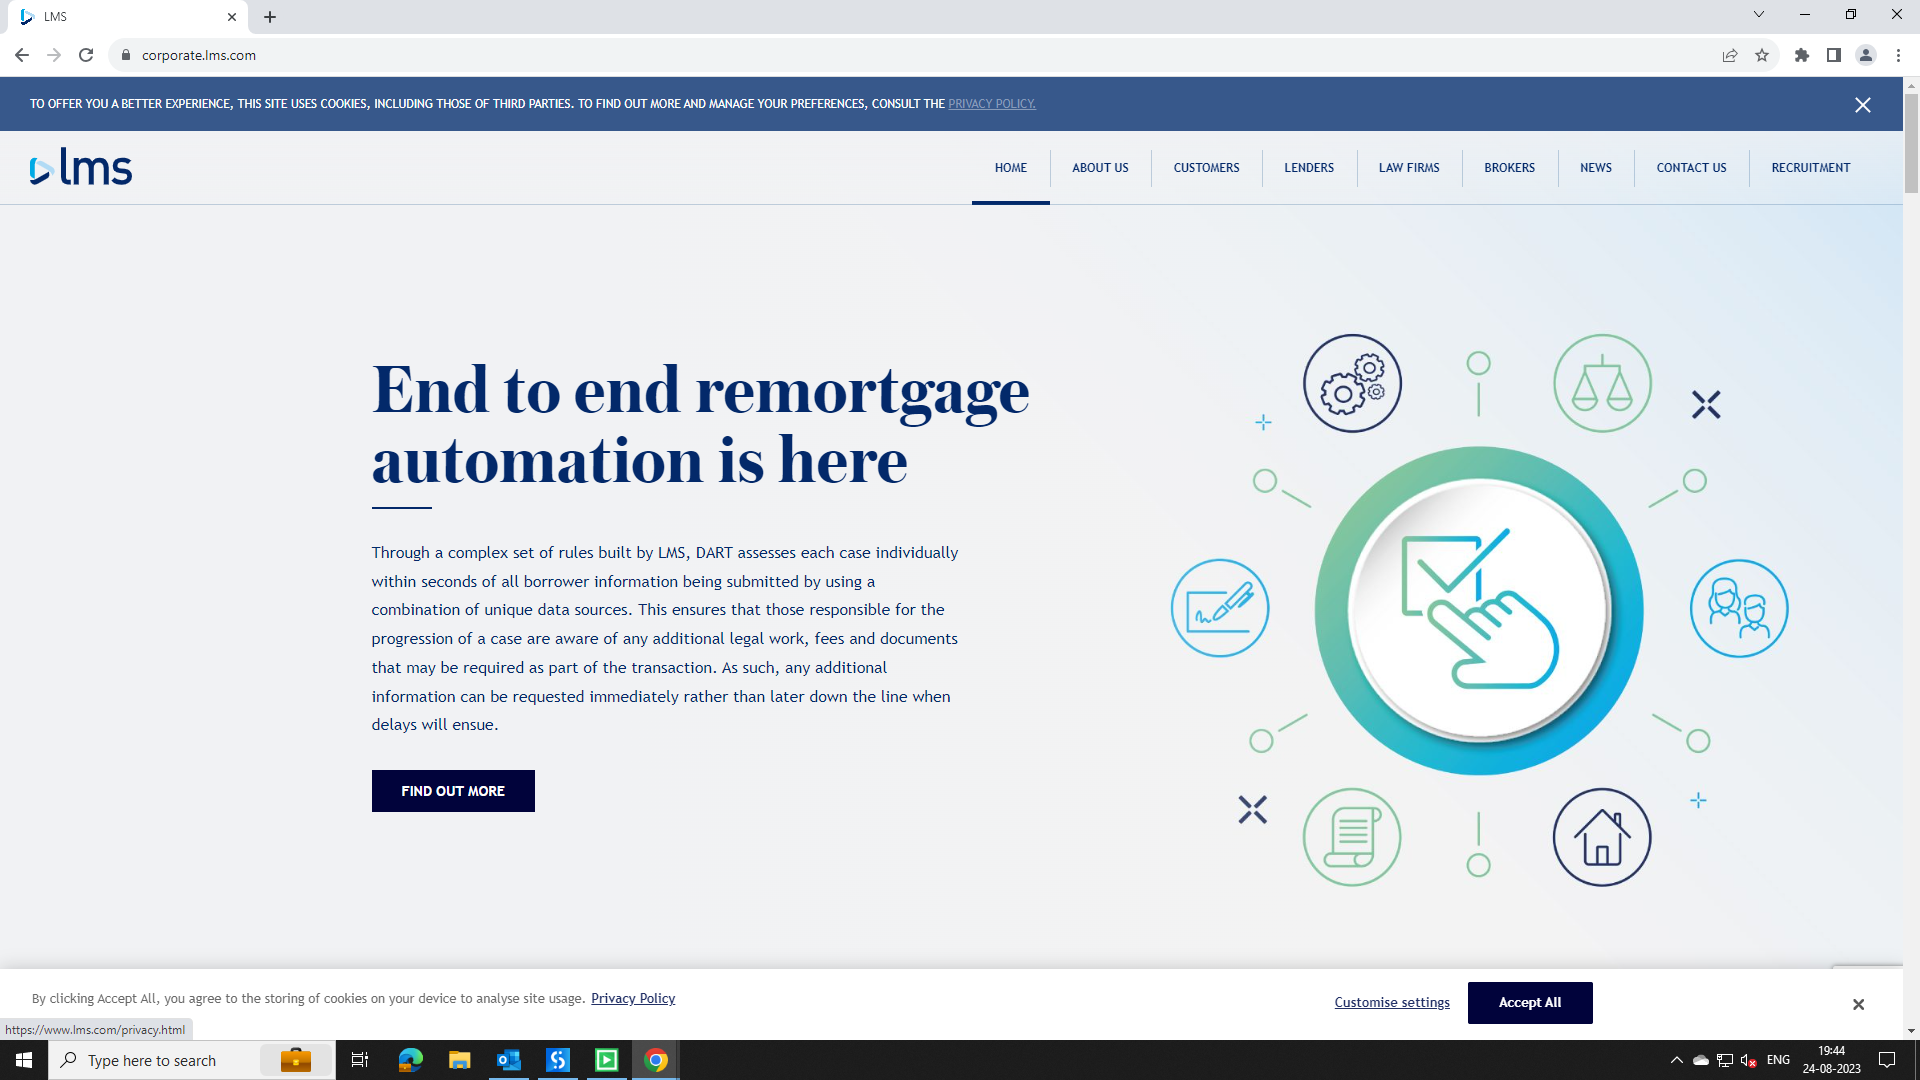 LMS
corporate.lms.com
TO OFFER YOU A BETTER EXPERIENCE, THIS SITE USES COOKIES, INCLUDING THOSE OF THIRD PARTIES. TO FIND OUT MORE AND MANAGE YOUR PREFERENCES, CONSULT THE PRIVACY POLICY.
lms
HOME
ABOUT US
CUSTOMERS
LENDERS
LAW FIRMS
BROKERS
NEWS
CONTACT US
RECRUITMENT
End to end remortgage
automation is here
Through a complex set of rules built by LMS, DART assesses each case individually
within seconds of all borrower information being submitted by using a
combination of unique data sources. This ensures that those responsible for the
progression of a case are aware of any additional legal work, fees and documents
that may be required as part of the transaction. As such, any additional
information can be requested immediately rather than later down the line when
delays will ensue.
FIND OUT MORE
By clicking Accept All, you agree to the storing of cookies on your device to analyse site usage. Privacy Policy
Customise settings
Accept All
https://www.lms.com/privacy.html
Type here to search
ENG
19:44
24-08-2023